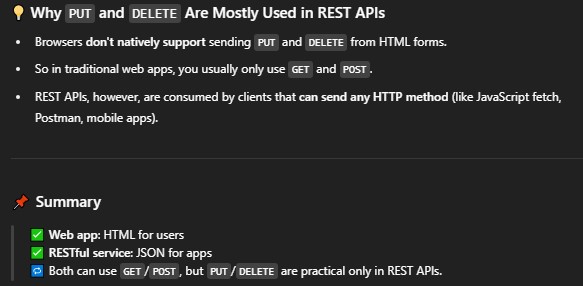 💡 Why PUT and DELETE Are Mostly Used in REST APIs
• Browsers don't natively support sending PUT and DELETE from HTML forms.
• So in traditional web apps, you usually only use GET and POST.
• REST APIs, however, are consumed by clients that can send any HTTP method (like JavaScript fetch,
Postman, mobile apps).
📌 Summary
✅ Web app: HTML for users
✅ RESTful service: JSON for apps
🔁 Both can use GET/POST, but PUT/DELETE are practical only in REST APIs.